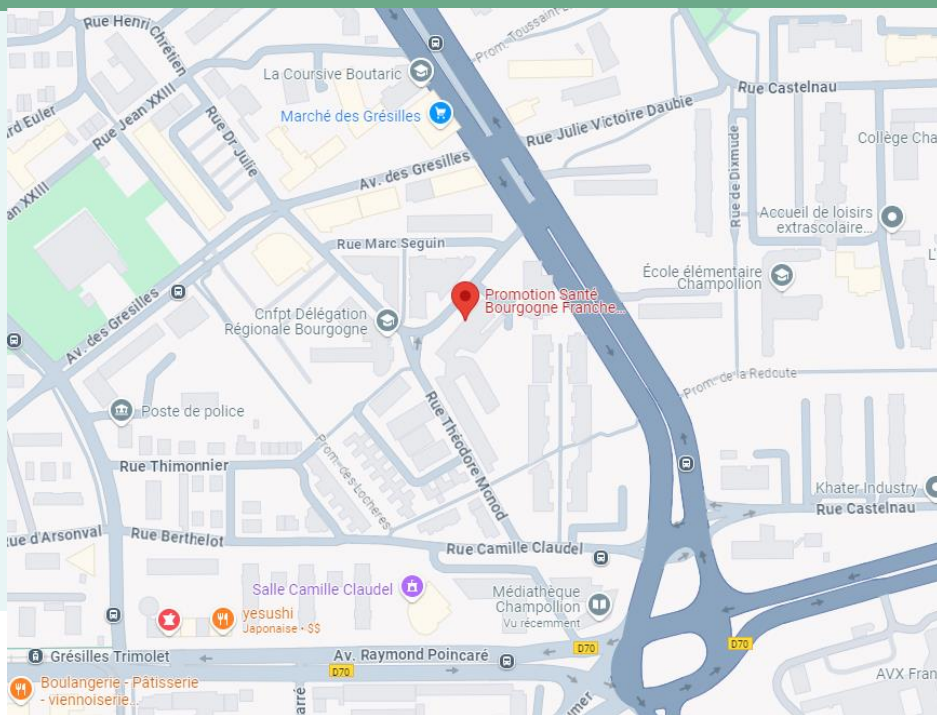 Rue Henri Chrétien
Prom. Toussaint
La Coursive Boutaric
Rue Castelnau
Rue Jean XXIII
Marché des Grésilles
Rue Julie Victoire Daubie
Euler
Rue Dr Julie
Collège Cha
Av. des Gresilles
Rue de Dixmude
XXIII
Accueil de loisirs
extrascolaire...
Rue Marc Seguin
L'
École élémentaire
Champollion
Promotion Santé
Bourgogne Franche...
Cnfpt Délégation
Régionale Bourgogne
Av. des Gresilles
Prom. de la Redoute
Poste de police
Rue Théodore Monod
Prom. des Lochères
Rue Thimonnier
Khater Industry
Rue Castelnau
Rue d'Arsonval
Rue Berthelot
Rue Camille Claudel
Salle Camille Claudel
Médiathèque
Champollion
Vu récemment
yesushi
Japonaise • $$
Grésilles Trimolet
Av. Raymond Poincaré
D70
D70
D70
AVX Fran
Boulangerie - Pâtisserie
- viennoiserie...
arré
umer